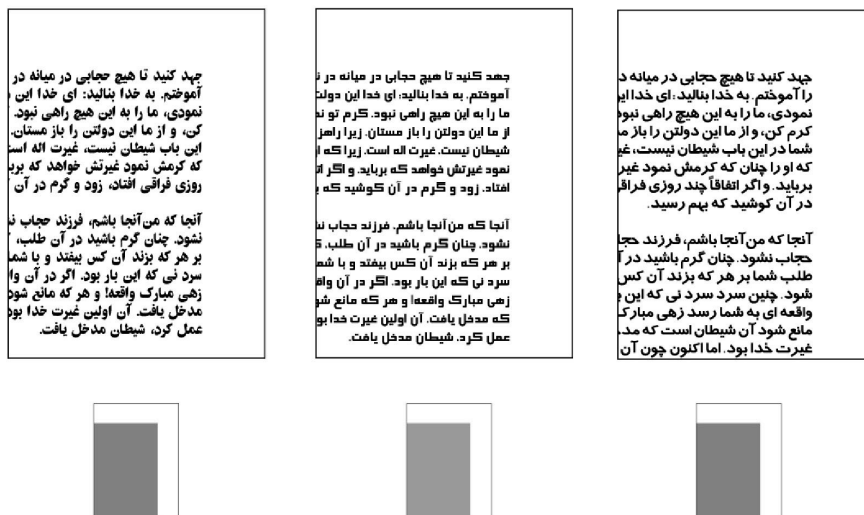 جهد کنید تا هیچ حجابی در میانه در
آموختم. به خدا بنالید: ای خدا این
نمودی، ما را به این هیچ راهی نبود.
کن، و از ما این دولتن را باز مستان.
این باب شیطان نیست، غیرت اله است
که کرمش نمود غیرتش خواهد که
روزی فراقی افتاد، زود و گرم در آن
آنجا که من آنجا باشم، فرزند حجاب
نشود. چنان گرم باشید در آن طلب،
بر هر که بزند آن کس بیفتد و با شما
سرد نی که این بار بود. اگر در آن
زهی مبارک واقعه! و هر که مانع شود
مدخل یافت. آن اولین غیرت خدا بود
عمل کرد، شیطان مدخل یافت.
جهد کنید تا هیچ حجابی در میانه در
آموختم. به خدا بنالید: ای خدا این دولت
ما را به این هیچ راهی نبود. کرم تو
از ما این دولتن را باز مستان. زیرا راهز
شیطان نیست. غیرت اله است. زیرا که
نمود غیرتش خواهد که برباید. و اگر
افتاد. زود و گرم در آن کوشید که
آنجا که من آنجا باشم. فرزند حجاب
نشود. چنان گرم باشید در آن طلب.
بر هر که بزند آن کس بیفتد و با
سرد نی که این بار بود. اگر در آن
زهی مبارک واقعه! و هر که مانع
که مدخل یافت. آن اولین غیرت خدا بو
عمل کرد. شیطان مدخل یافت.
جهد کنید تا هیچ حجابی در میانه د
را آموختم. به خدا بنالید: ای خدا
نمودی، ما را به این هیچ راهی نبود
کرم کن، و از ما این دولتن را باز
شما در این باب شیطان نیست،
که او را چنان که کرمش نمود غیر
برباید. و اگر اتفاقاً چند روزی
در آن کوشید که بهم رسید.
آنجا که من آنجا باشم، فرزند حجا
حجاب نشود. چنان گرم باشید در
طلب شما بر هر که بزند آن کس
شود. چنین سرد سرد نی که این
واقعه ای به شما رسد زهی مبارک
مانع شود آن شیطان است که
غیرت خدا بود. اما اکنون چون آن